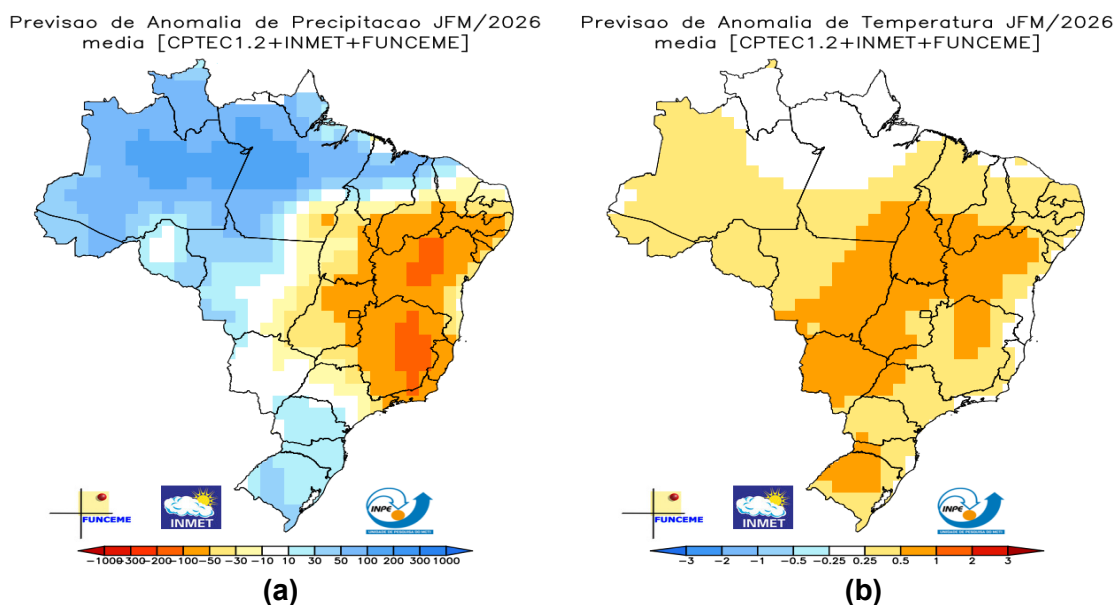 Previsao de Anomalia de Precipitacao JFM/2026
media [CPTEC1.2+INMET+FUNCEME]
Previsao de Anomalia de Temperatura JFM/2026
media [CPTEC1.2+INMET+FUNCEME]
FUNCEME
INMET
INPE
FUNCEME
INMET
INPE
−1000 −300 −200 −100 −50 −30 −10 10 30 50 100 200 300 1000
−3 −2 −1 −0.5 −0.25 0.25 0.5 1 2 3
(a)
(b)